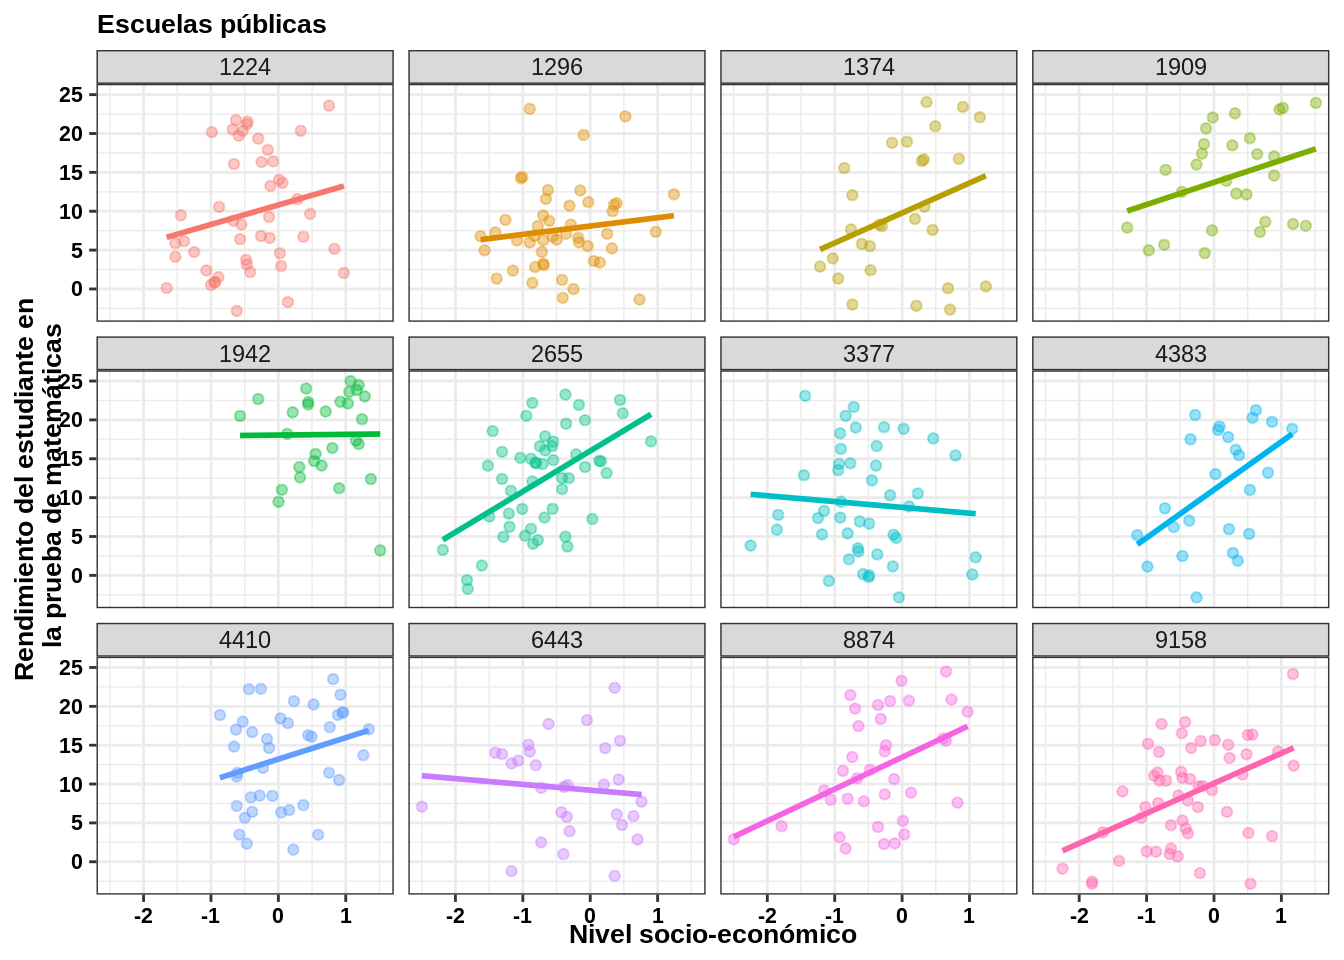 Escuelas públicas
1224 1296 1374 1909
25
20
15
10
5
0
1942 2655 3377 4383
25
20
15
10
5
0
4410 6443 8874 9158
25
20
15
10
5
0
-2 -1 0 1 -2 -1 0 1 -2 -1 0 1 -2 -1 0 1
Nivel socio-económico
Rendimiento del estudiante en
la prueba de matemáticas